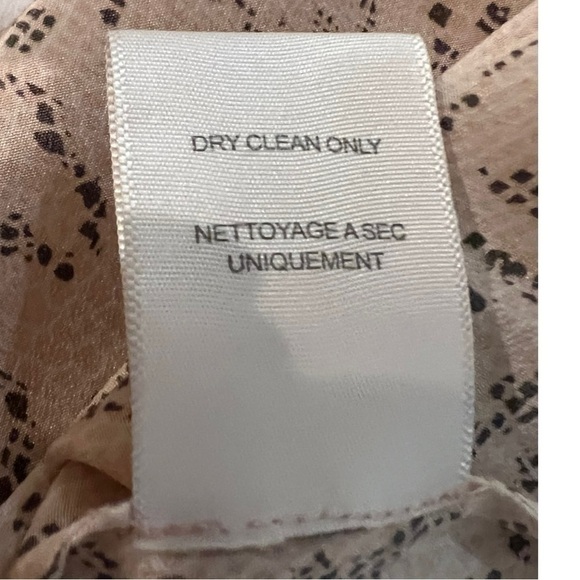 DRY CLEAN ONLY
NETTOYAGE A SEC
UNIQUEMENT